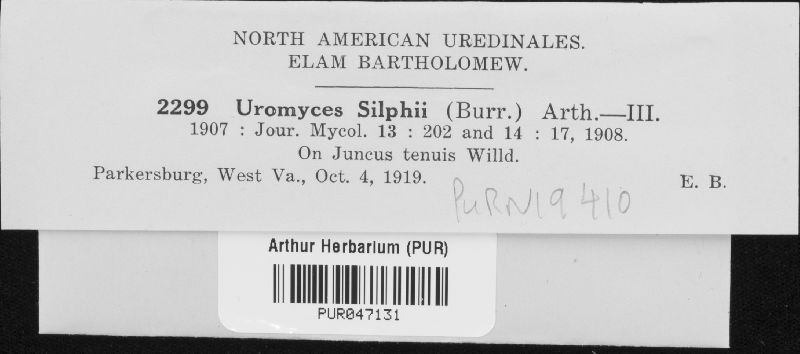 NORTH AMERICAN UREDINALES.
ELAM BARTHOLOMEW.
2299 Uromyces Silphii (Burr.) Arth.—III.
1907 : Jour. Mycol. 13 : 202 and 14 : 17, 1908.
On Juncus tenuis Willd.
Parkersburg, West Va., Oct. 4, 1919. E. B.
PURN19410
Arthur Herbarium (PUR)
PUR047131